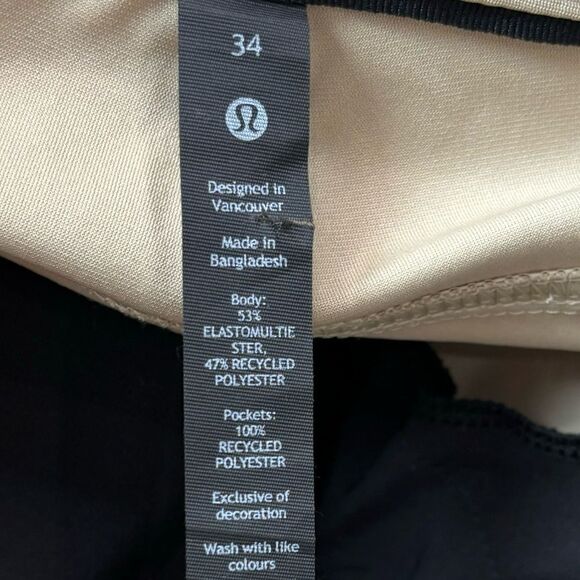 34
Designed in
Vancouver
Made in
Bangladesh
Body:
53%
ELASTOMULTIE
STER,
47% RECYCLED
POLYESTER
Pockets:
100%
RECYCLED
POLYESTER
Exclusive of
decoration
Wash with like
colours